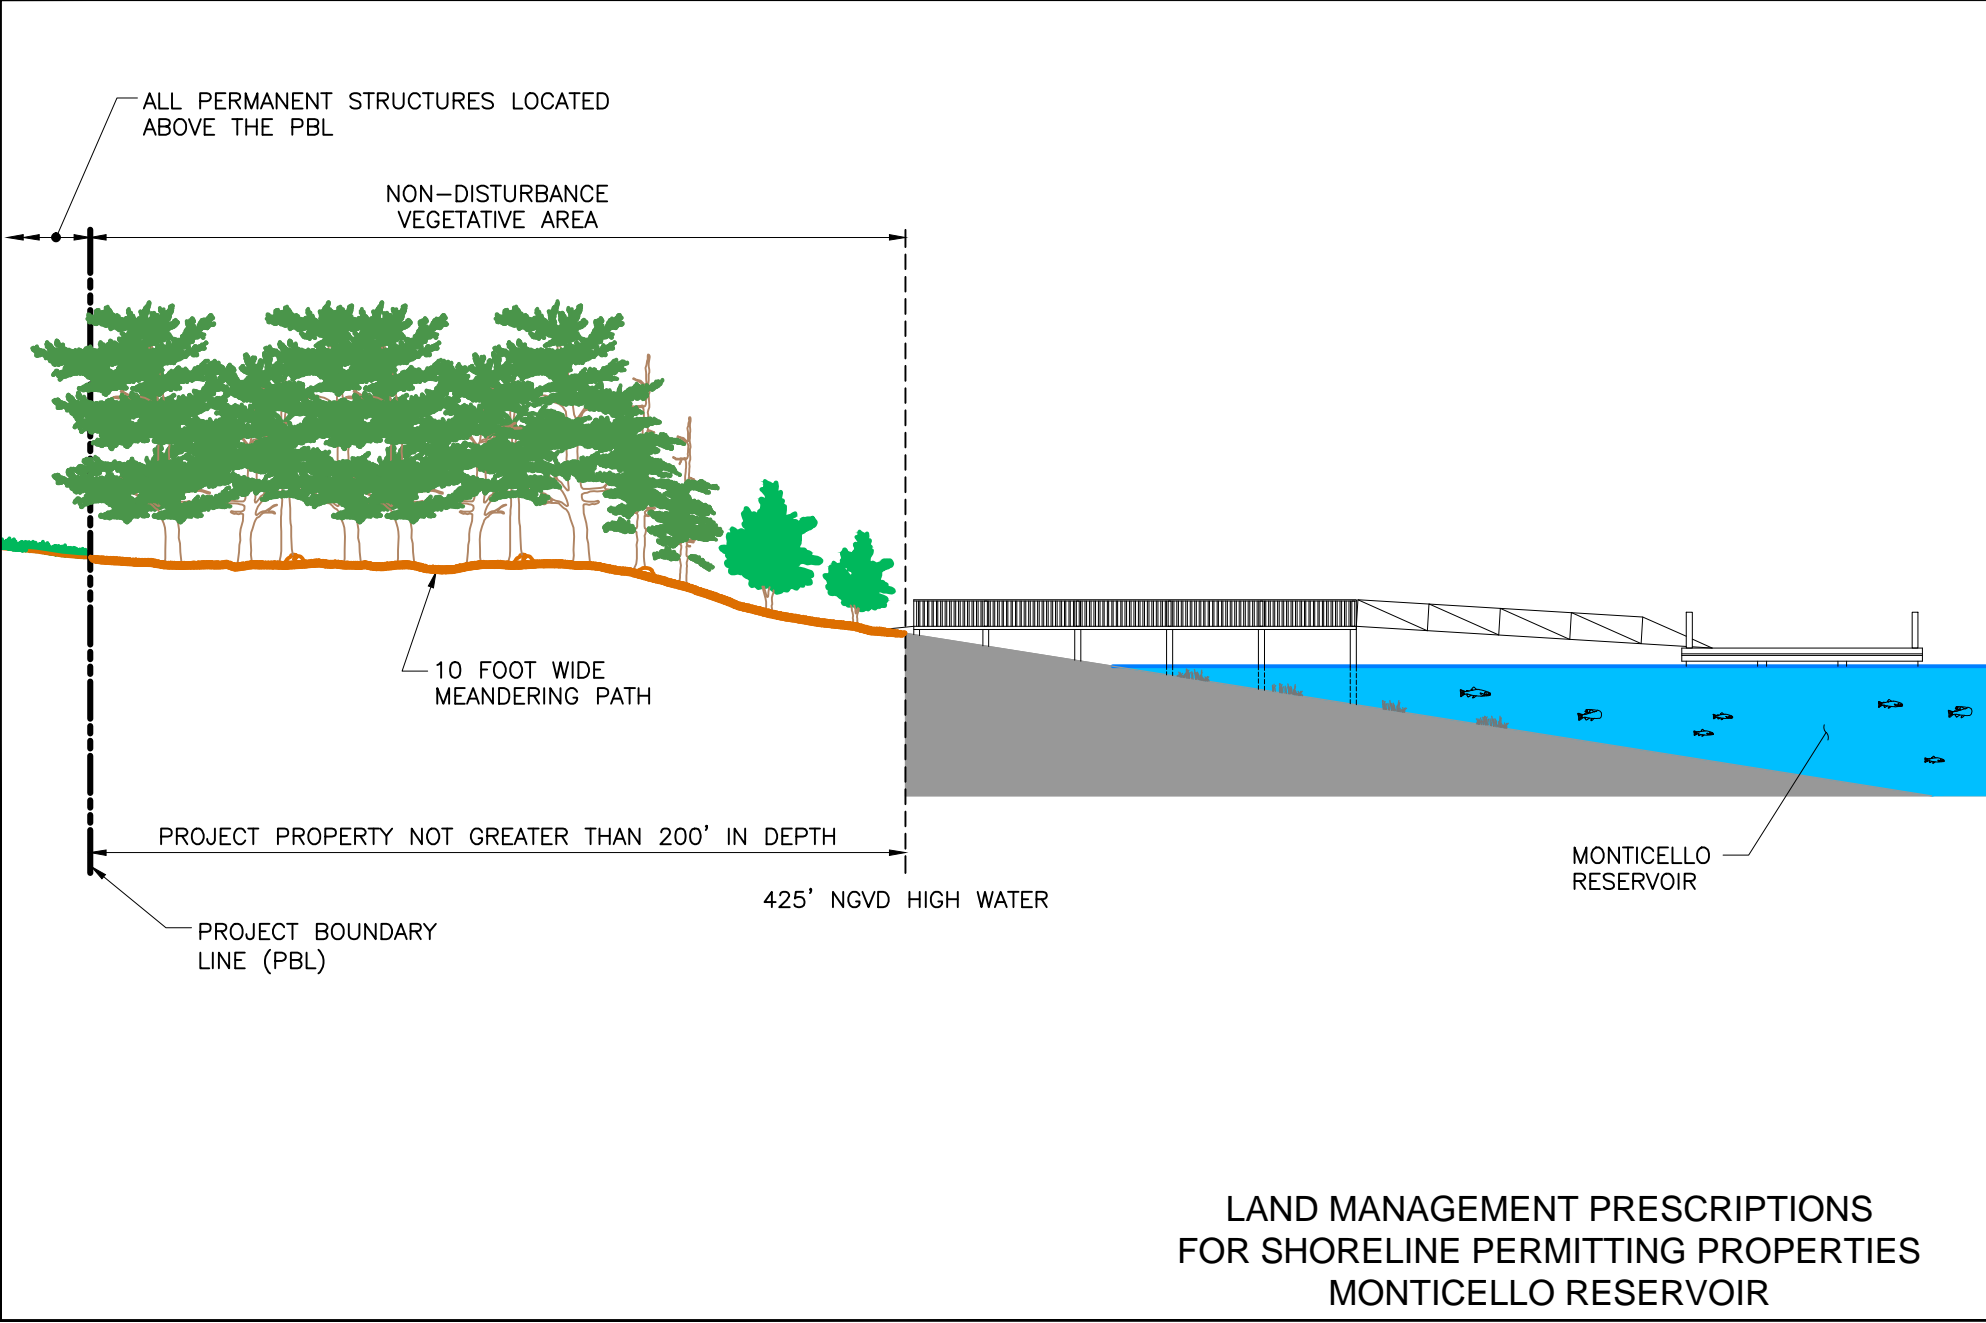 ALL PERMANENT STRUCTURES LOCATED
ABOVE THE PBL
NON-DISTURBANCE
VEGETATIVE AREA
10 FOOT WIDE
MEANDERING PATH
PROJECT PROPERTY NOT GREATER THAN 200' IN DEPTH
MONTICELLO
RESERVOIR
425' NGVD HIGH WATER
PROJECT BOUNDARY
LINE (PBL)
LAND MANAGEMENT PRESCRIPTIONS
FOR SHORELINE PERMITTING PROPERTIES
MONTICELLO RESERVOIR